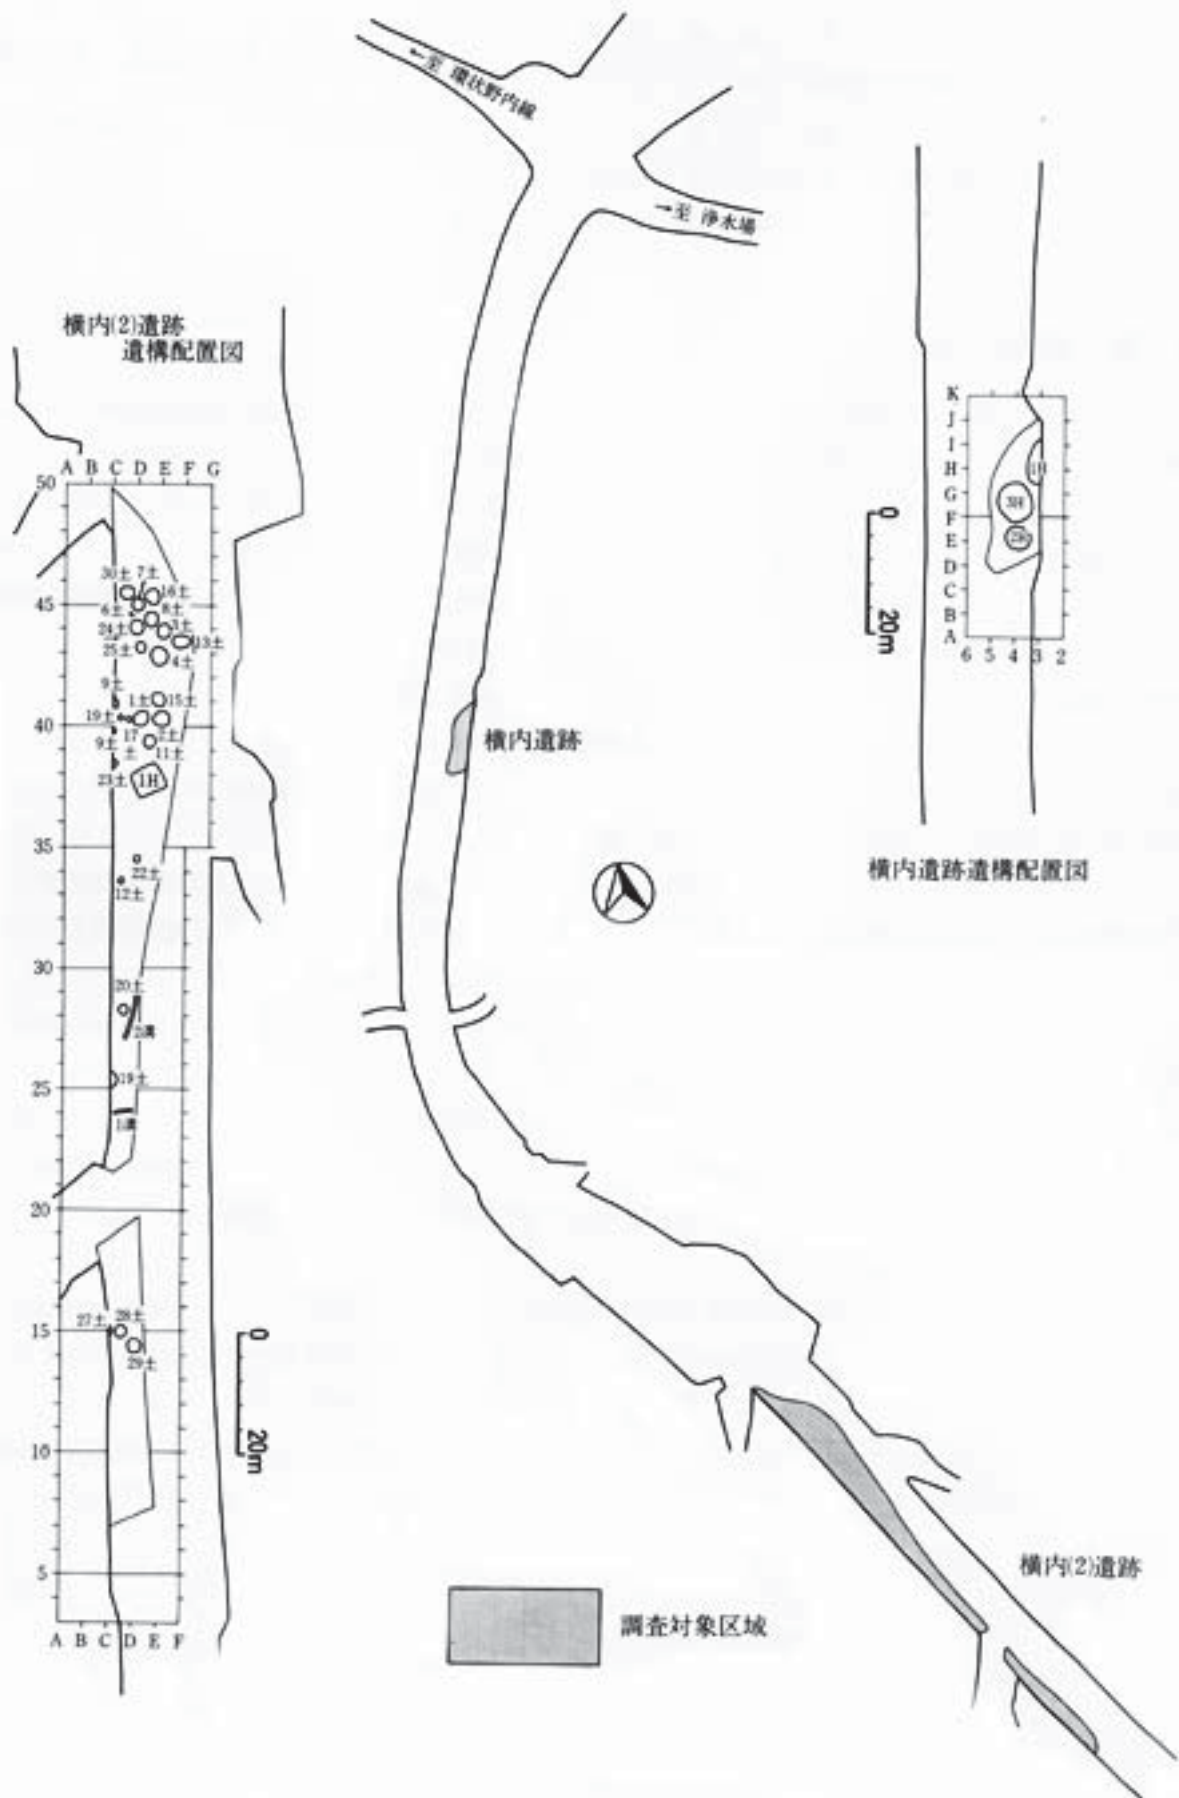 ←至 環状野内線
→至 浄水場
横内(2)遺跡
遺構配置図
A B C D E F G
50
30土 7土
16土
45
6土 8土
24土 3土
13土
25土
4土
9土
1土 15土
19土
40
17 2土
9土
土 11土
23土 1H
35
22土
12土
30
20土
2溝
19土
25
1溝
20
27土 28土
15
29土
10
5
A B C D E F
0
20m
横内遺跡
K
J
I
H 1H
G 3H
F
E 2H
D
C
B
A
6 5 4 3 2
0
20m
横内遺跡遺構配置図
横内(2)遺跡
調査対象区域